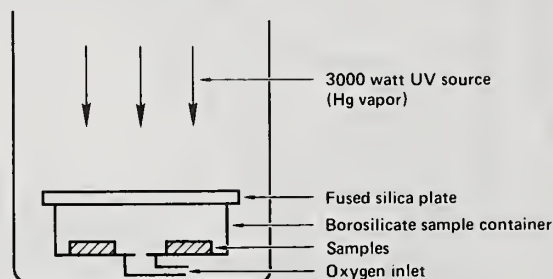 3000 watt UV source
(Hg vapor)
Fused silica plate
Borosilicate sample container
Samples
Oxygen inlet